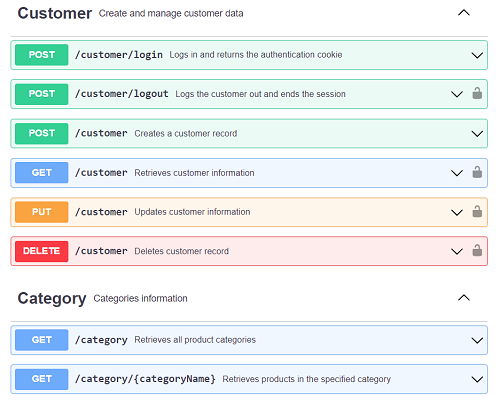 Customer Create and manage customer data
POST /customer/login Logs in and returns the authentication cookie
POST /customer/logout Logs the customer out and ends the session
POST /customer Creates a customer record
GET /customer Retrieves customer information
PUT /customer Updates customer information
DELETE /customer Deletes customer record
Category Categories information
GET /category Retrieves all product categories
GET /category/{categoryName} Retrieves products in the specified category